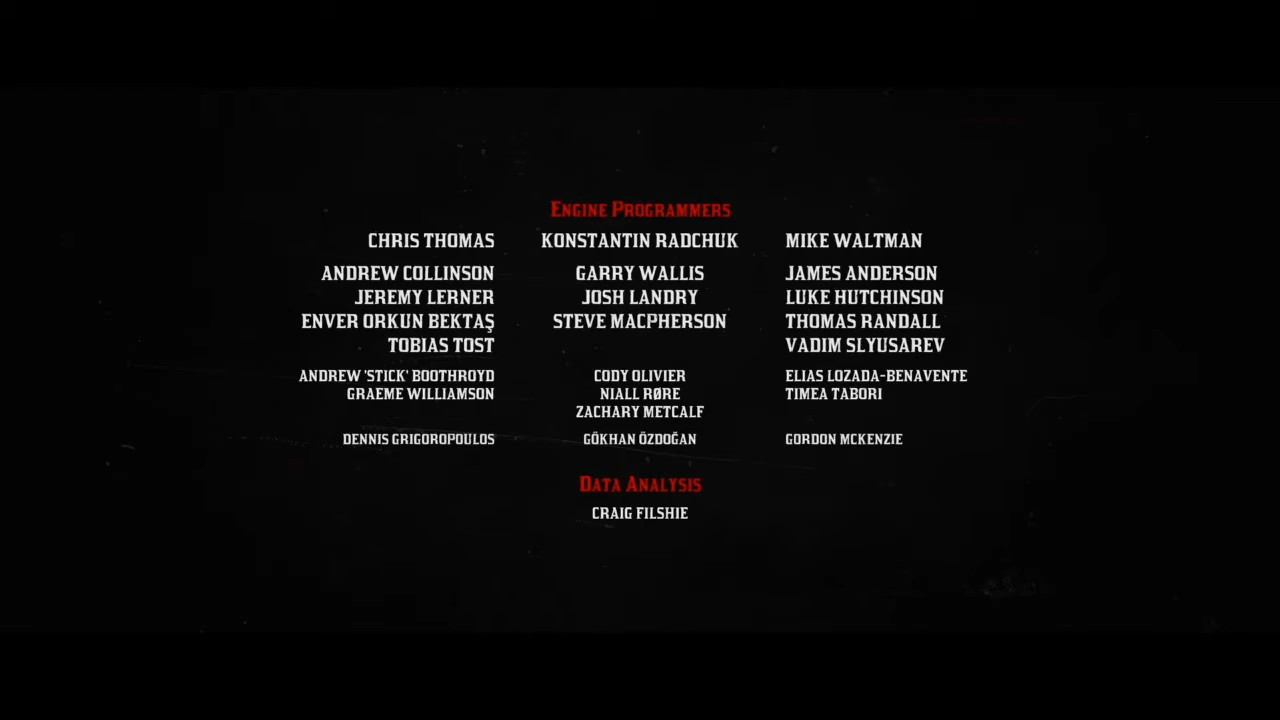 Engine Programmers
CHRIS THOMAS KONSTANTIN RADCHUK MIKE WALTMAN
ANDREW COLLINSON GARRY WALLIS JAMES ANDERSON
JEREMY LERNER JOSH LANDRY LUKE HUTCHINSON
ENVER ORKUN BEKTAŞ STEVE MACPHERSON THOMAS RANDALL
TOBIAS TOST VADIM SLYUSAREV
ANDREW 'STICK' BOOTHROYD CODY OLIVIER ELIAS LOZADA-BENAVENTE
GRAEME WILLIAMSON NIALL RØRE TIMEA TABORI
ZACHARY METCALF
DENNIS GRIGOROPOULOS GÖKHAN ÖZDOĞAN GORDON MCKENZIE
Data Analysis
CRAIG FILSHIE